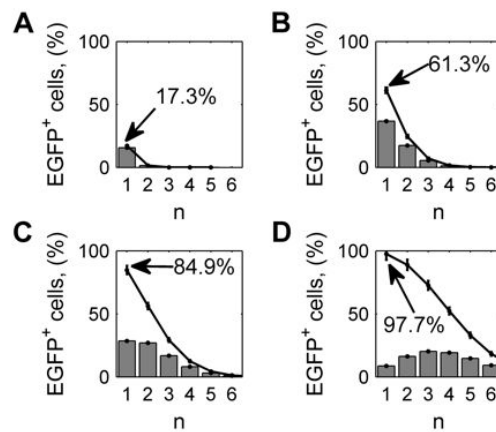 A
EGFP+ cells, (%)
100
50
0
17.3%
1 2 3 4 5 6
n
B
EGFP+ cells, (%)
100
50
0
61.3%
1 2 3 4 5 6
n
C
EGFP+ cells, (%)
100
50
0
84.9%
1 2 3 4 5 6
n
D
EGFP+ cells, (%)
100
50
0
97.7%
1 2 3 4 5 6
n